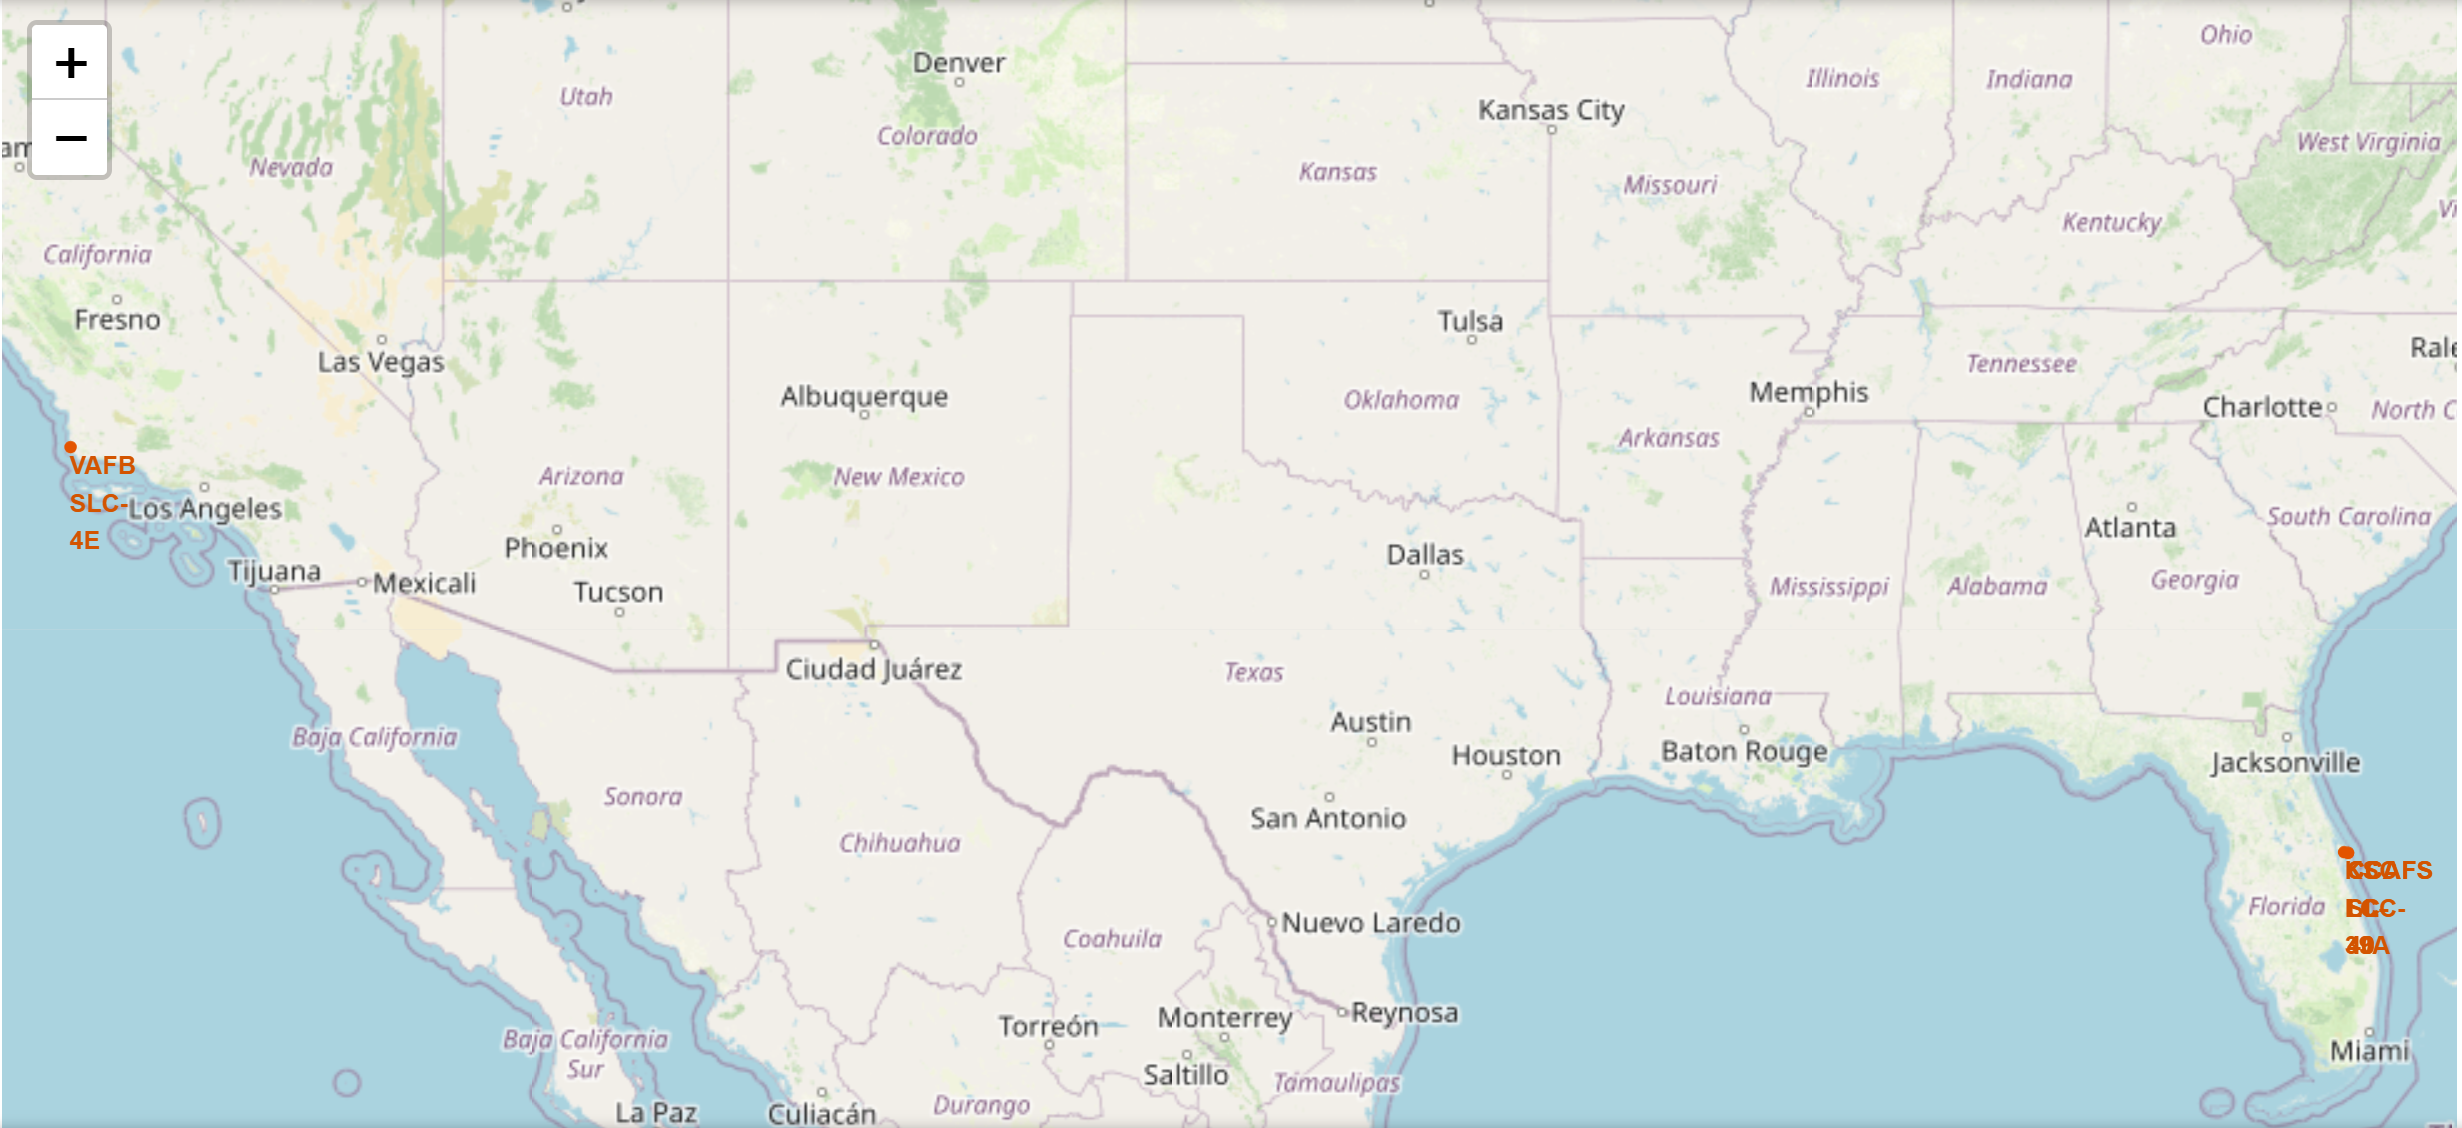 +
−
Denver
Ohio
Utah
Illinois
Indiana
Kansas City
Colorado
West Virginia
Nevada
Kansas
Missouri
Kentucky
California
Fresno
Tulsa
Las Vegas
Tennessee
Albuquerque
Memphis
Oklahoma
Charlotte
North C
Arkansas
VAFB
SLC-
4E
Los Angeles
Arizona
New Mexico
South Carolina
Atlanta
Phoenix
Dallas
Tijuana
Mexicali
Tucson
Mississippi
Alabama
Georgia
Ciudad Juárez
Texas
Louisiana
Austin
Baja California
Houston
Baton Rouge
Jacksonville
Sonora
San Antonio
Chihuahua
Florida
Nuevo Laredo
Coahuila
Torreón
Monterrey
Reynosa
Baja California
Sur
Miami
Saltillo
Tamaulipas
La Paz
Culiacán
Durango